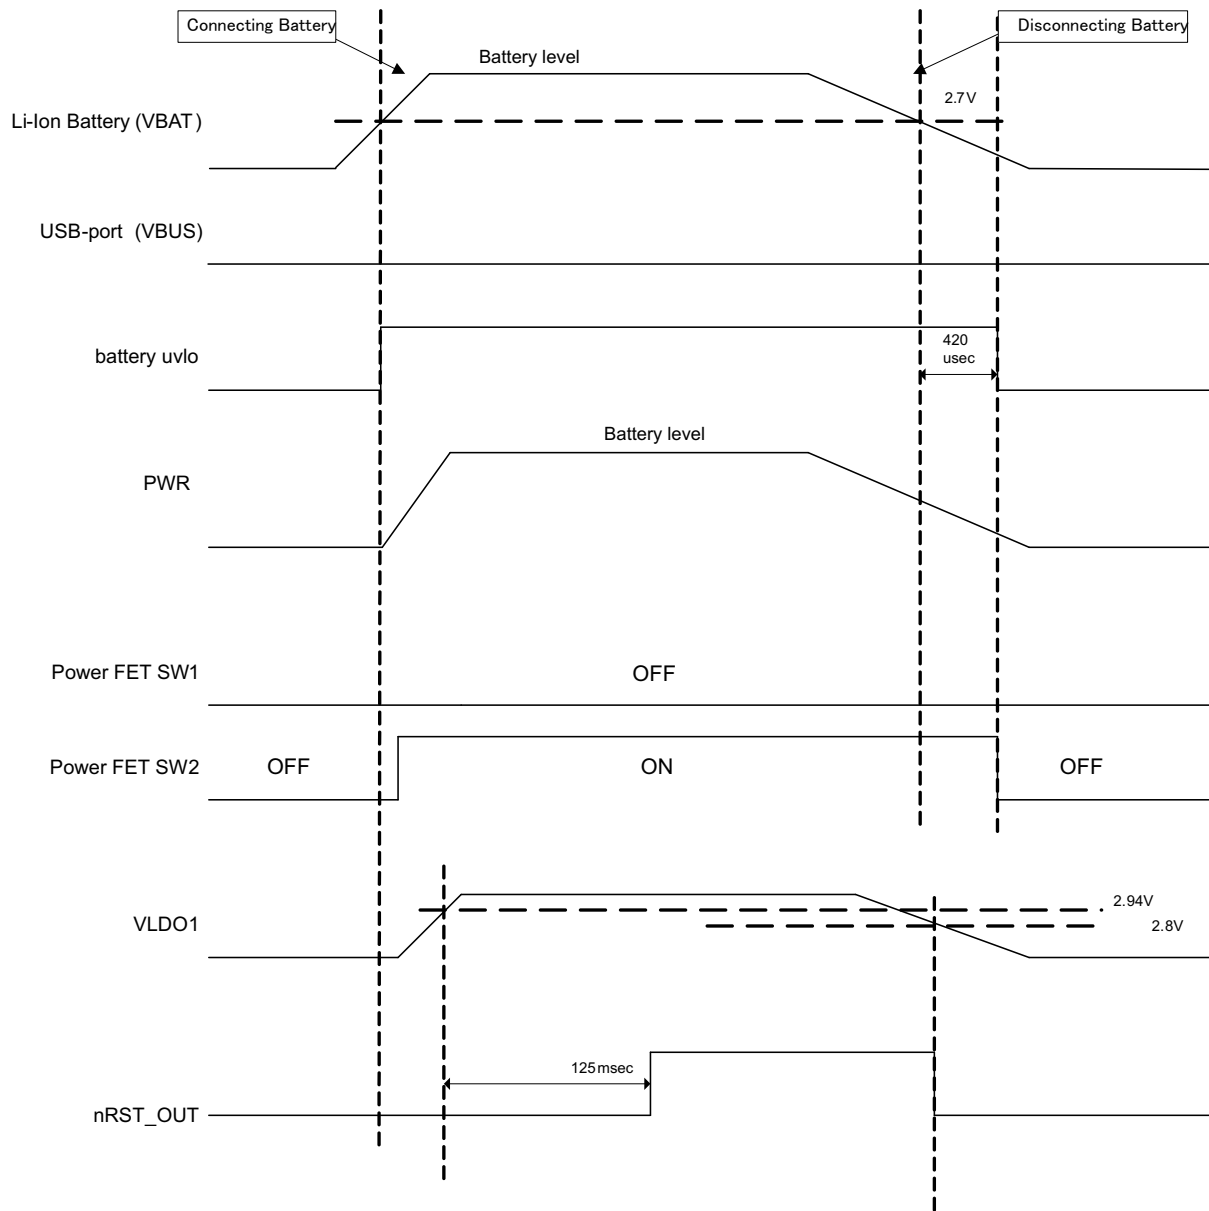 Connecting Battery
Disconnecting Battery
Battery level
2.7V
Li-Ion Battery (VBAT)
USB-port (VBUS)
battery uvlo
420
usec
Battery level
PWR
Power FET SW1
OFF
Power FET SW2
OFF
ON
OFF
VLDO1
2.94V
2.8V
125msec
nRST_OUT